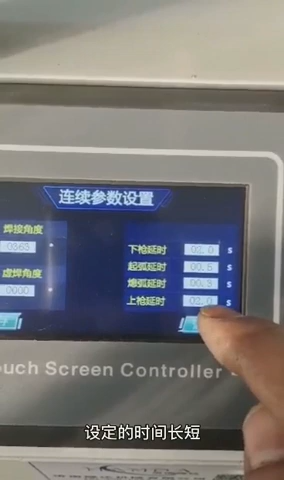 连续参数设置
焊接角度
0365 °
虚焊角度
0000 °
下枪延时 02.0 s
起弧延时 00.5 s
熄弧延时 00.3 s
上枪延时 02.0 s
ouch Screen Controller
设定的时间长短